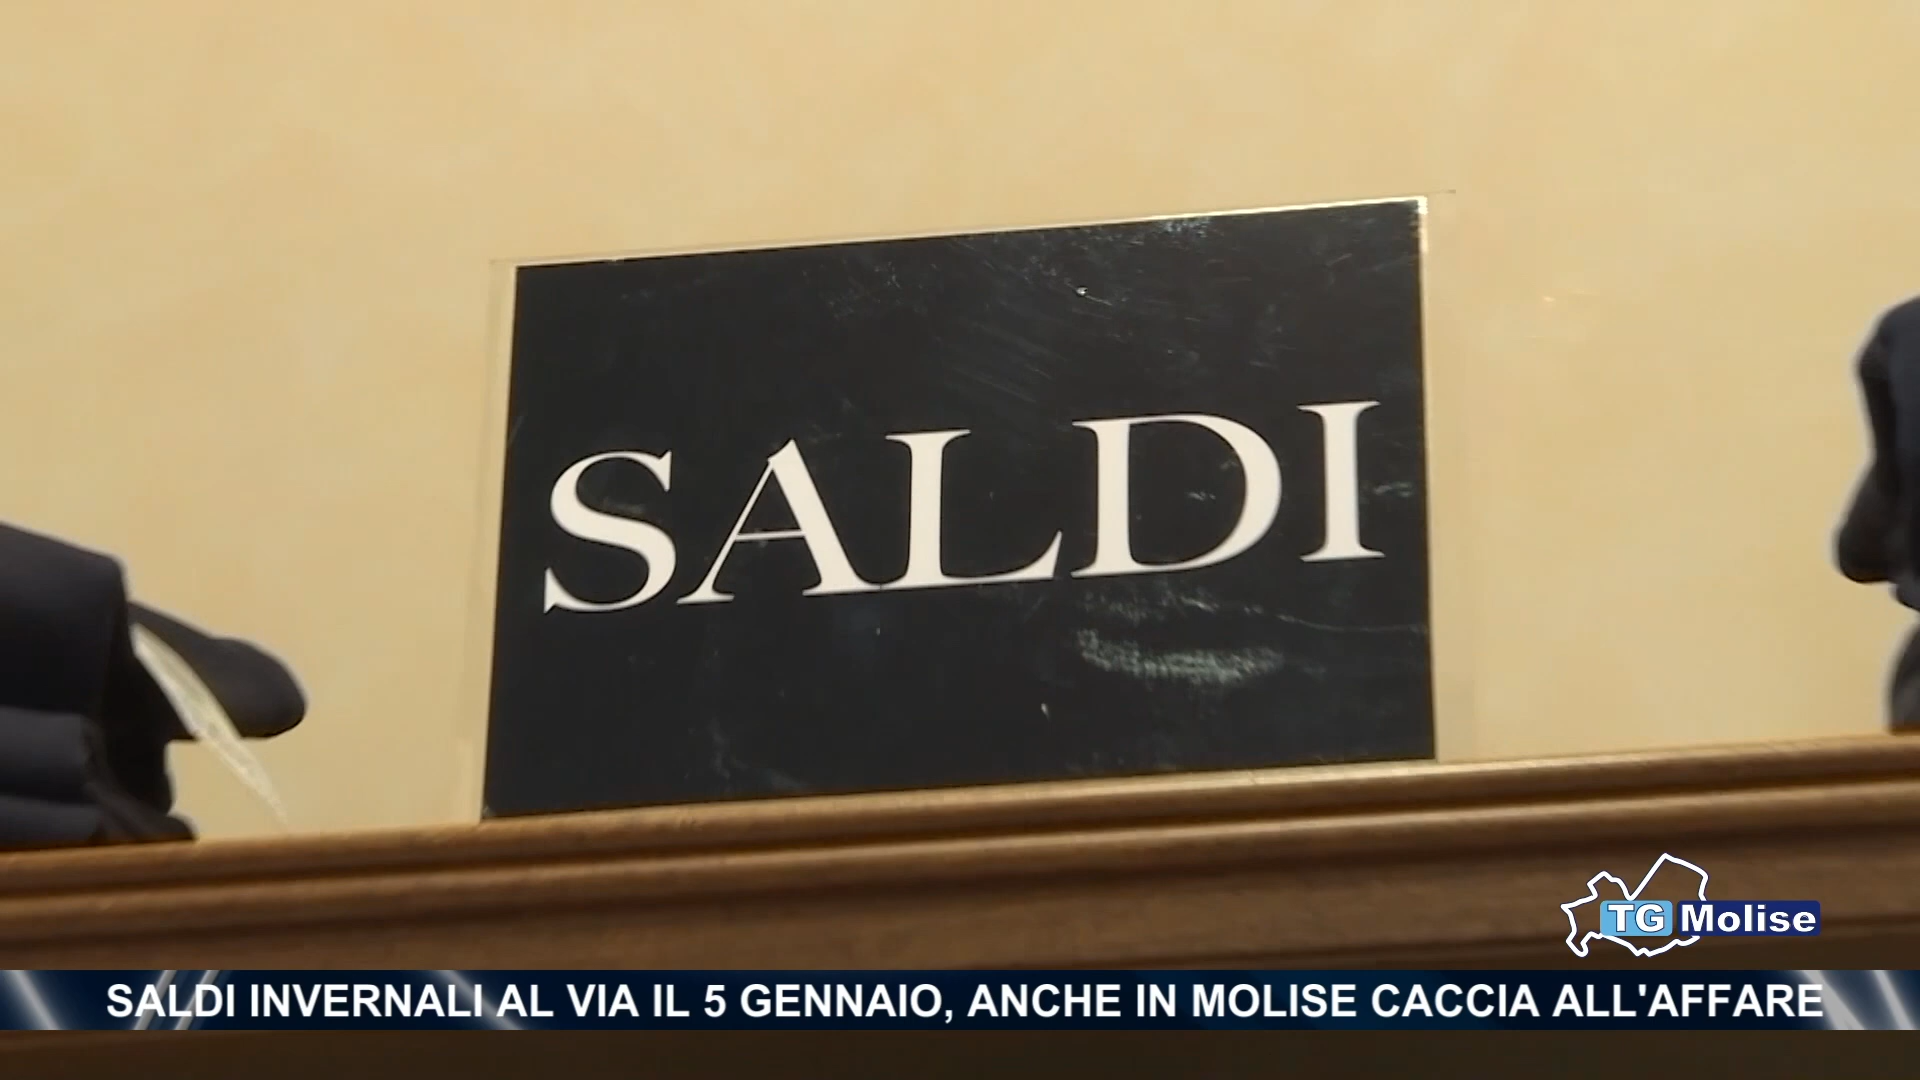 SALDI
TG Molise
SALDI INVERNALI AL VIA IL 5 GENNAIO, ANCHE IN MOLISE CACCIA ALL'AFFARE